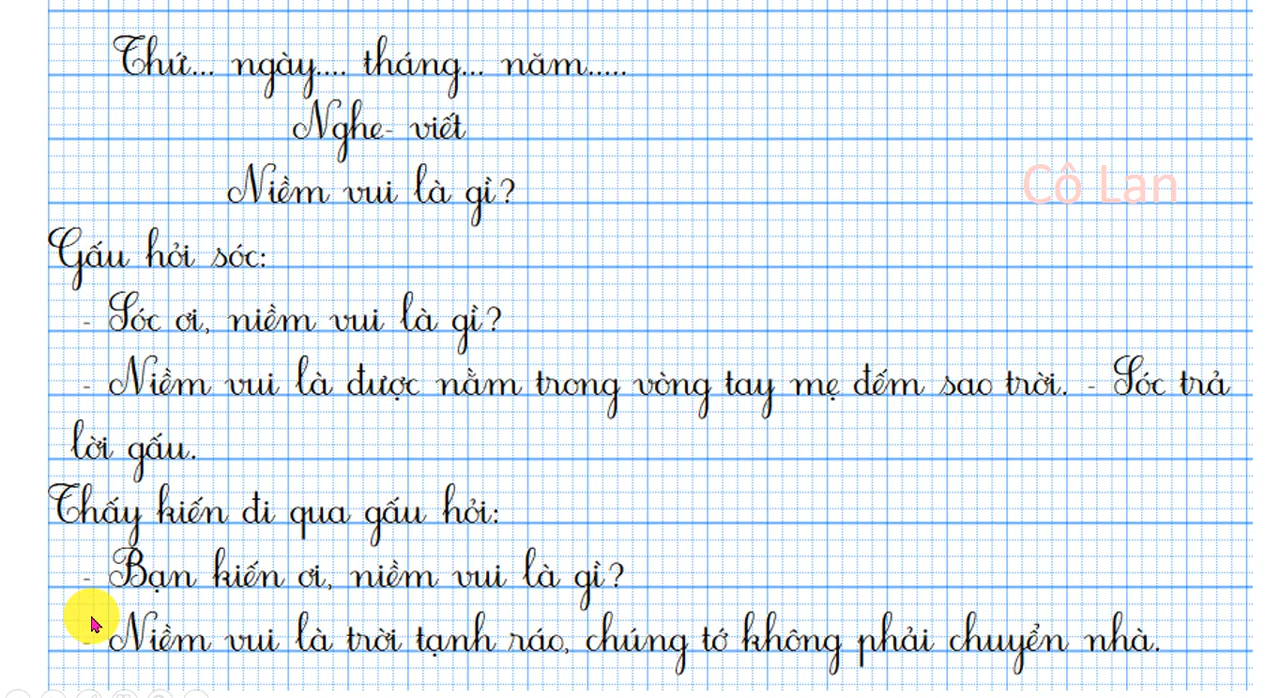 Thứ... ngày.... tháng... năm.....
Nghe- viết
Niềm vui là gì?
Cô Lan
Gấu hỏi sóc:
- Sóc ơi, niềm vui là gì?
- Niềm vui là được nằm trong vòng tay mẹ đếm sao trời. - Sóc trả
lời gấu.
Thấy kiến đi qua gấu hỏi:
- Bạn kiến ơi, niềm vui là gì?
- Niềm vui là trời tạnh ráo, chúng tớ không phải chuyển nhà.